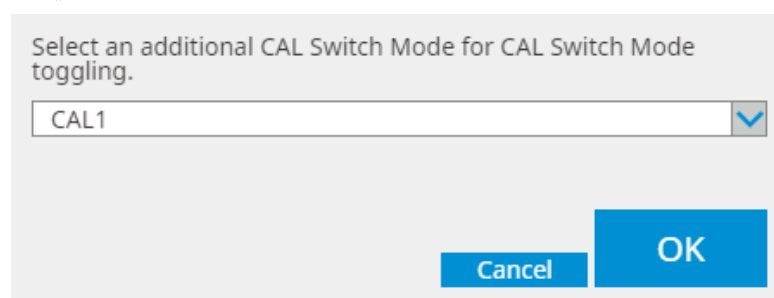 Select an additional CAL Switch Mode for CAL Switch Mode
toggling.
CAL1
Cancel
OK